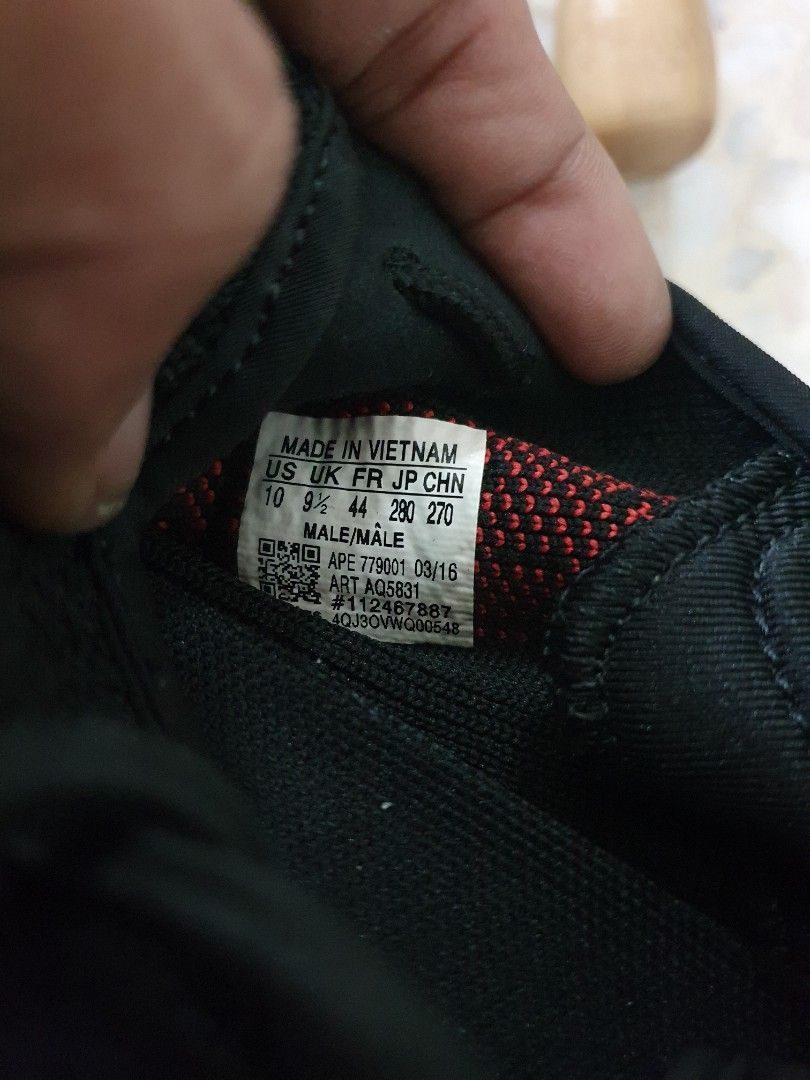 MADE IN VIETNAM
US UK FR JP CHN
10 9½ 44 280 270
MALE/MÂLE
APE 779001 03/16
ART AQ5831
#112467887
4QJ3OVWQ00548